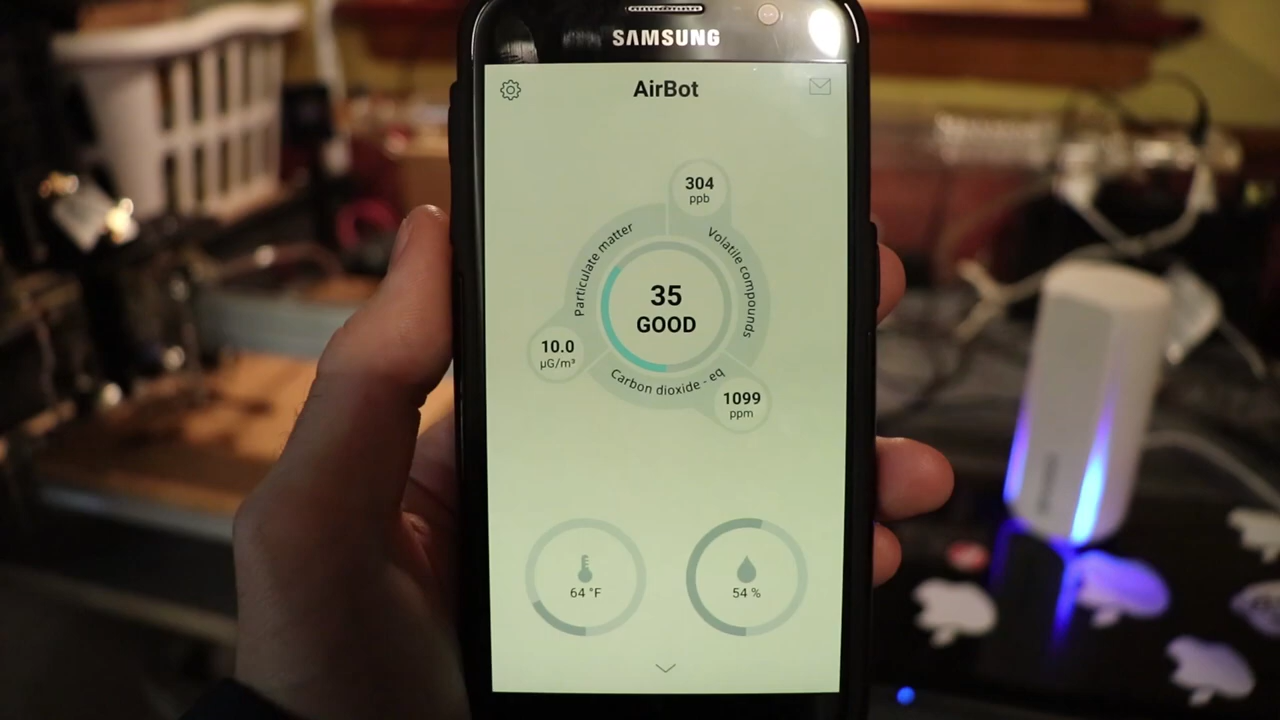 SAMSUNG
AirBot
304
ppb
Particulate matter
Volatile compounds
35
GOOD
10.0
µG/m³
Carbon dioxide - eq
1099
ppm
64 °F
54 %